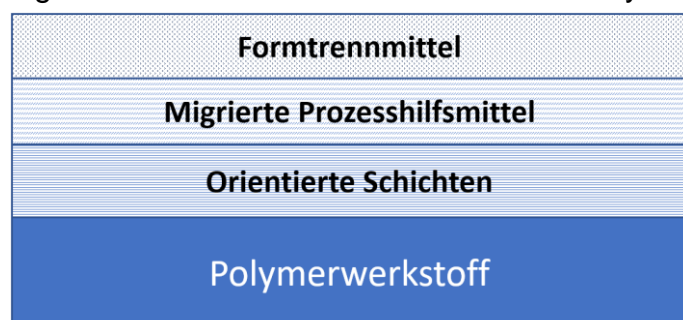 Formtrennmittel
Migrierte Prozesshilfsmittel
Orientierte Schichten
Polymerwerkstoff